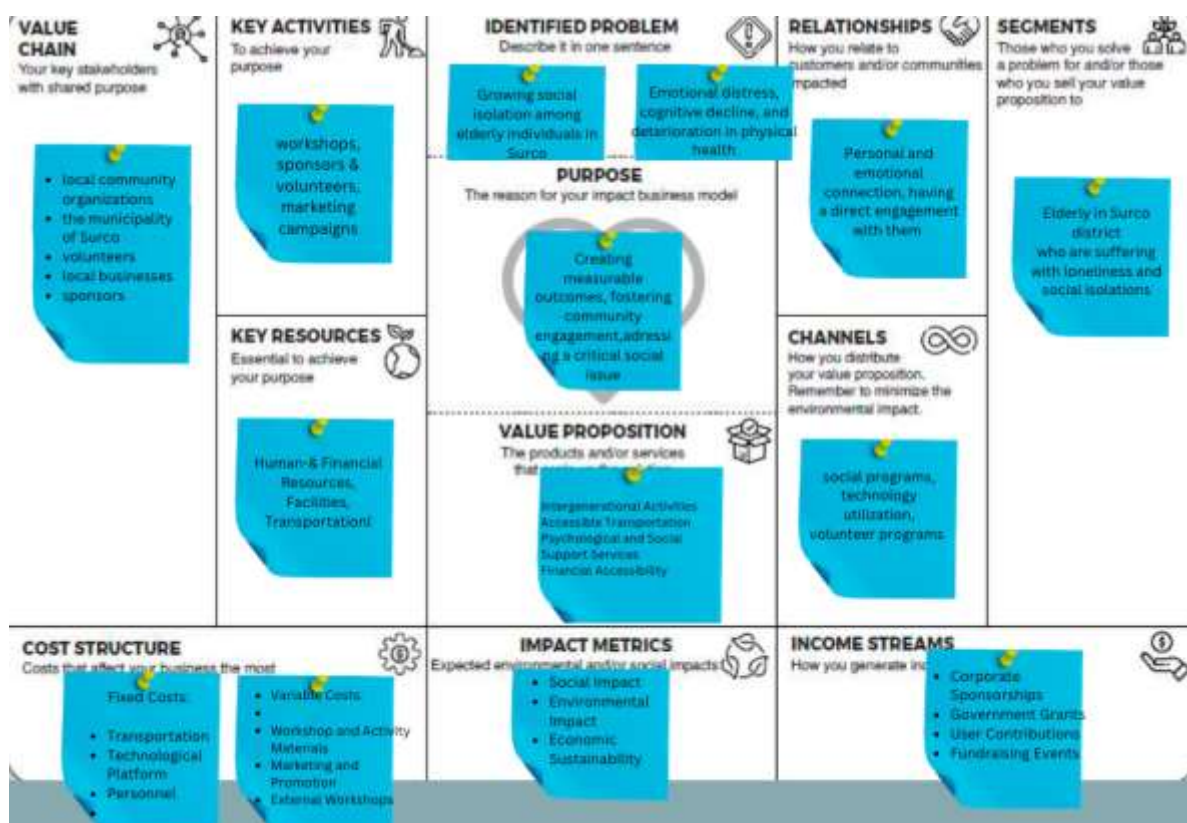 VALUE
CHAIN
Your key stakeholders
with shared purpose
• local community
organizations
• the municipality
of Surco
• volunteers
• local businesses
• sponsors
KEY ACTIVITIES
To achieve your
purpose
workshops,
sponsors &
volunteers,
marketing
campaigns
KEY RESOURCES
Essential to achieve
your purpose
Human-& Financial
Resources,
Facilities,
Transportation!
IDENTIFIED PROBLEM
Describe it in one sentence
Growing social
isolation among
elderly individuals in
Surco
Emotional distress,
cognitive decline, and
deterioration in physical
health
PURPOSE
The reason for your impact business model
Creating
measurable
outcomes, fostering
community
engagement,adressi
ng a critical social
issue
VALUE PROPOSITION
The products and/or services
that
Intergenerational Activities
Accessible Transportation
Psychological and Social
Support Services
Financial Accessibility
RELATIONSHIPS
How you relate to
customers and/or communities
impacted
Personal and
emotional
connection, having
a direct engagement
with them
CHANNELS
How you distribute
your value proposition.
Remember to minimize the
environmental impact.
social programs,
technology
utilization,
volunteer programs
SEGMENTS
Those who you solve
a problem for and/or those
who you sell your value
proposition to
Elderly in Surco
district
who are suffering
with loneliness and
social isolations
COST STRUCTURE
Costs that affect your business the most
Fixed Costs
• Transportation
• Technological
Platform
• Personnel
•
• Variable Costs
•
• Workshop and Activity
Materials
• Marketing and
Promotion
• External Workshops
IMPACT METRICS
Expected environmental and/or social impacts
• Social Impact
• Environmental
Impact
• Economic
Sustainability
INCOME STREAMS
How you generate
• Corporate
Sponsorships
• Government Grants
• User Contributions
• Fundraising Events